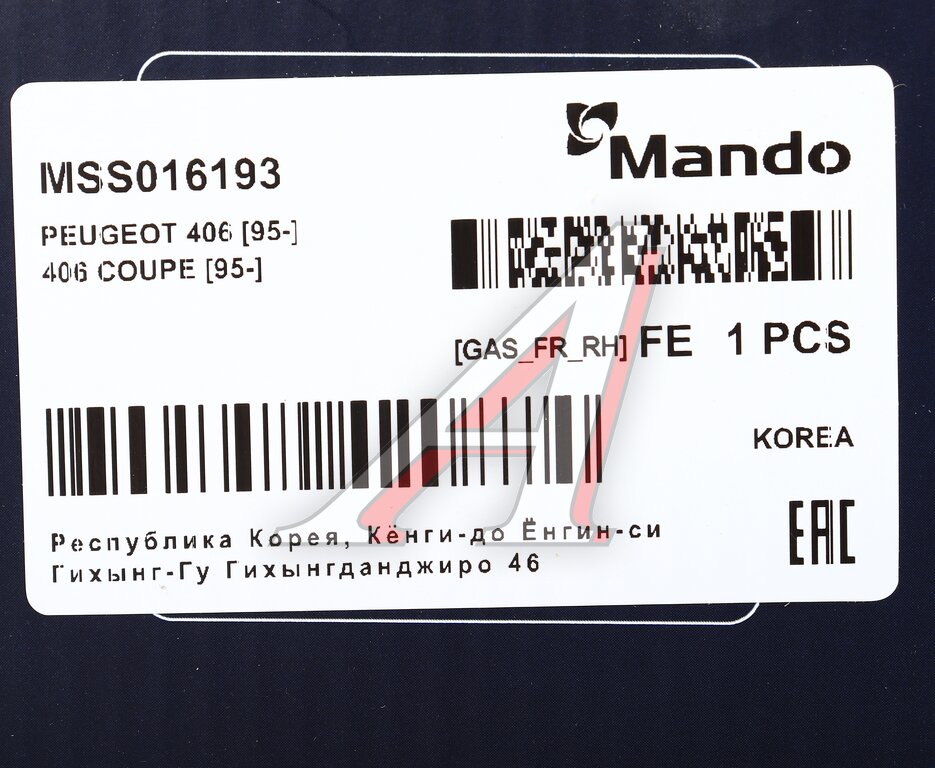 Mando
MSS016193
PEUGEOT 406 [95-]
406 COUPE [95-]
[GAS_FR_RH] FE 1 PCS
KOREA
EAC
Республика Корея, Кёнги-до Ёнгин-си
Гихынг-Гу Гихынгданджиро 46